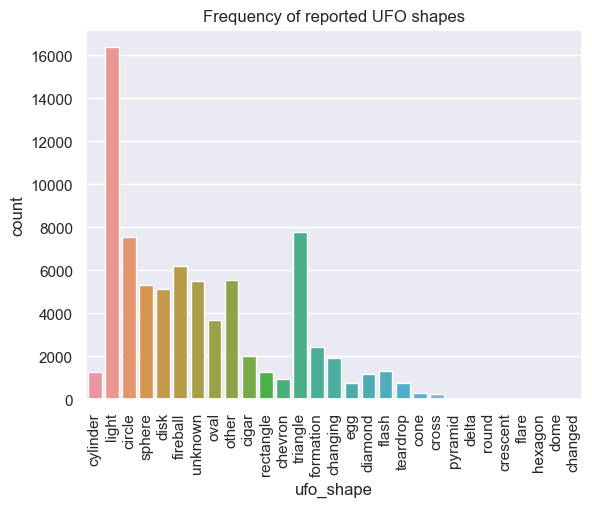 Frequency of reported UFO shapes
16000
14000
12000
10000
8000
6000
4000
2000
0
count
cylinder
light
circle
sphere
disk
fireball
unknown
oval
other
cigar
rectangle
chevron
triangle
formation
changing
egg
diamond
flash
teardrop
cone
cross
pyramid
delta
round
crescent
flare
hexagon
dome
changed
ufo_shape